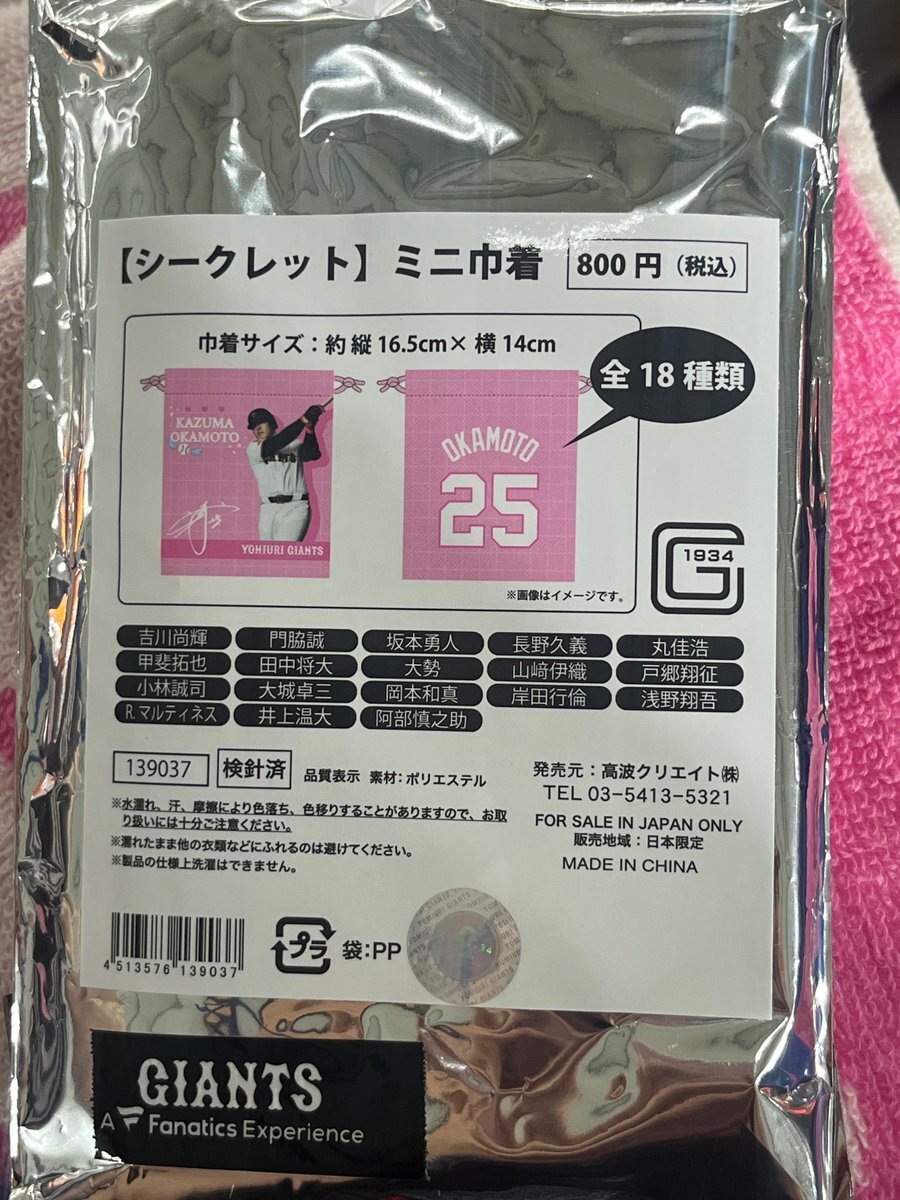 【シークレット】ミニ巾着 800円（税込）
巾着サイズ：約 縦 16.5cm× 横 14cm
全 18 種類
KAZUMA
OKAMOTO
YOMIURI GIANTS
OKAMOTO
25
※画像はイメージです。
1934
吉川尚輝 門脇誠 坂本勇人 長野久義 丸佳浩
甲斐拓也 田中将大 大勢 山﨑伊織 戸郷翔征
小林誠司 大城卓三 岡本和真 岸田行倫 浅野翔吾
R.マルティネス 井上温大 阿部慎之助
139037 検針済 品質表示 素材：ポリエステル
※水濡れ、汗、摩擦により色落ち、色移りすることがありますので、お取
り扱いには十分ご注意ください。
※濡れたまま他の衣類などにふれるのは避けてください。
※製品の仕様上洗濯はできません。
発売元：高波クリエイト㈱
TEL 03-5413-5321
FOR SALE IN JAPAN ONLY
販売地域：日本限定
MADE IN CHINA
4 513576 139037
プラ 袋：PP
YOMIURI GIANTS
GIANTS
A Fanatics Experience